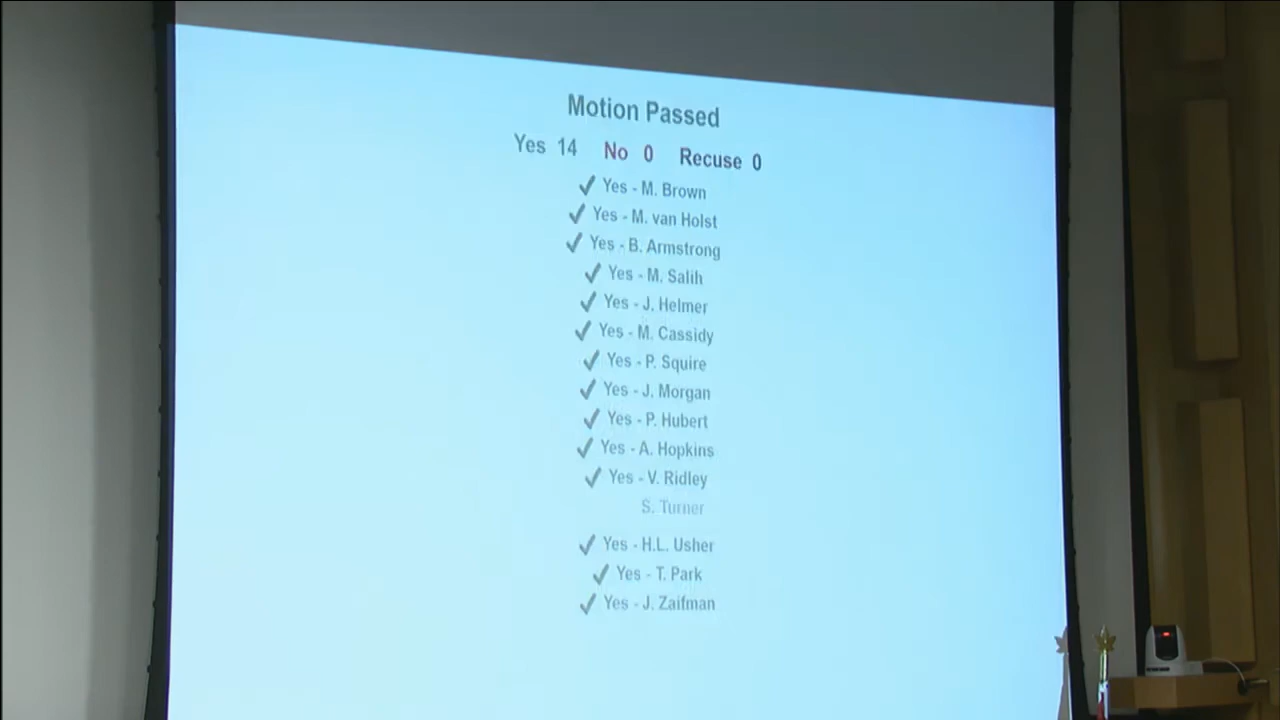 Motion Passed
Yes 14 No 0 Recuse 0
✔ Yes - M. Brown
✔ Yes - M. van Holst
✔ Yes - B. Armstrong
✔ Yes - M. Salih
✔ Yes - J. Helmer
✔ Yes - M. Cassidy
✔ Yes - P. Squire
✔ Yes - J. Morgan
✔ Yes - P. Hubert
✔ Yes - A. Hopkins
✔ Yes - V. Ridley
S. Turner
✔ Yes - H.L. Usher
✔ Yes - T. Park
✔ Yes - J. Zaifman